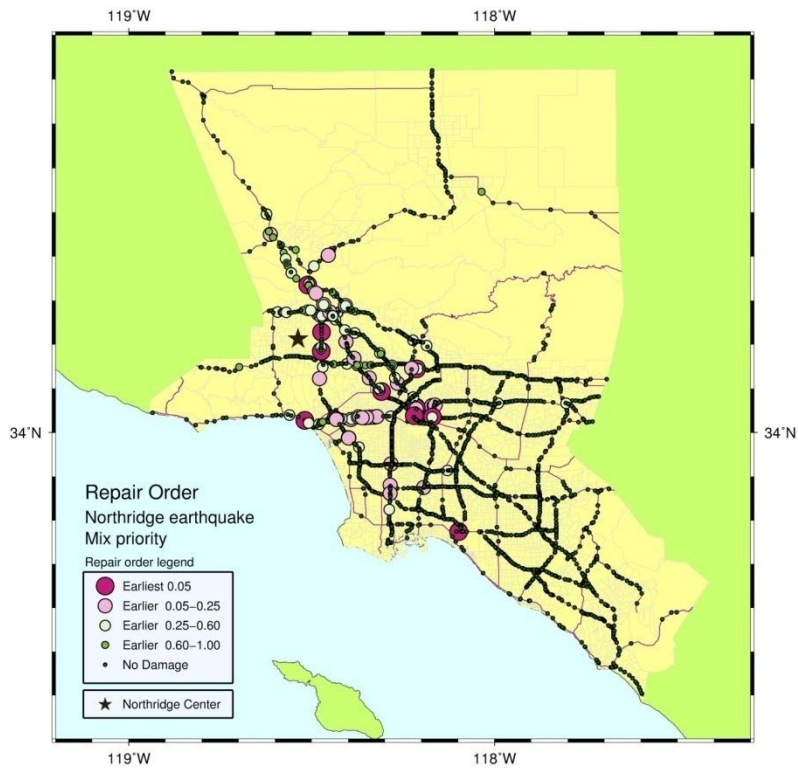 119°W 118°W
34°N 34°N
Repair Order
Northridge earthquake
Mix priority
Repair order legend
Earliest 0.05
Earlier 0.05−0.25
Earlier 0.25−0.60
Earlier 0.60−1.00
No Damage
Northridge Center
119°W 118°W